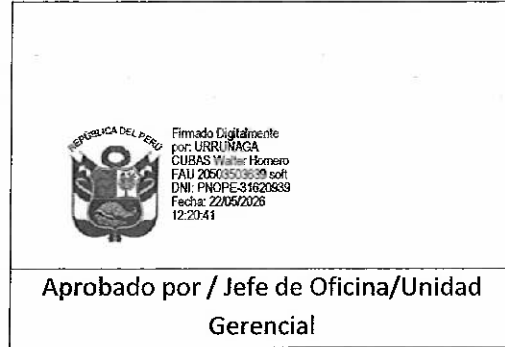 REPÚBLICA DEL PERÚ
Firmado Digitalmente
por: URRUNAGA
CUBAS Walter Homero
FAU 20503503639 soft
DNI: PNOPE-31620939
Fecha: 22/05/2026
12:20:41
Aprobado por / Jefe de Oficina/Unidad
Gerencial